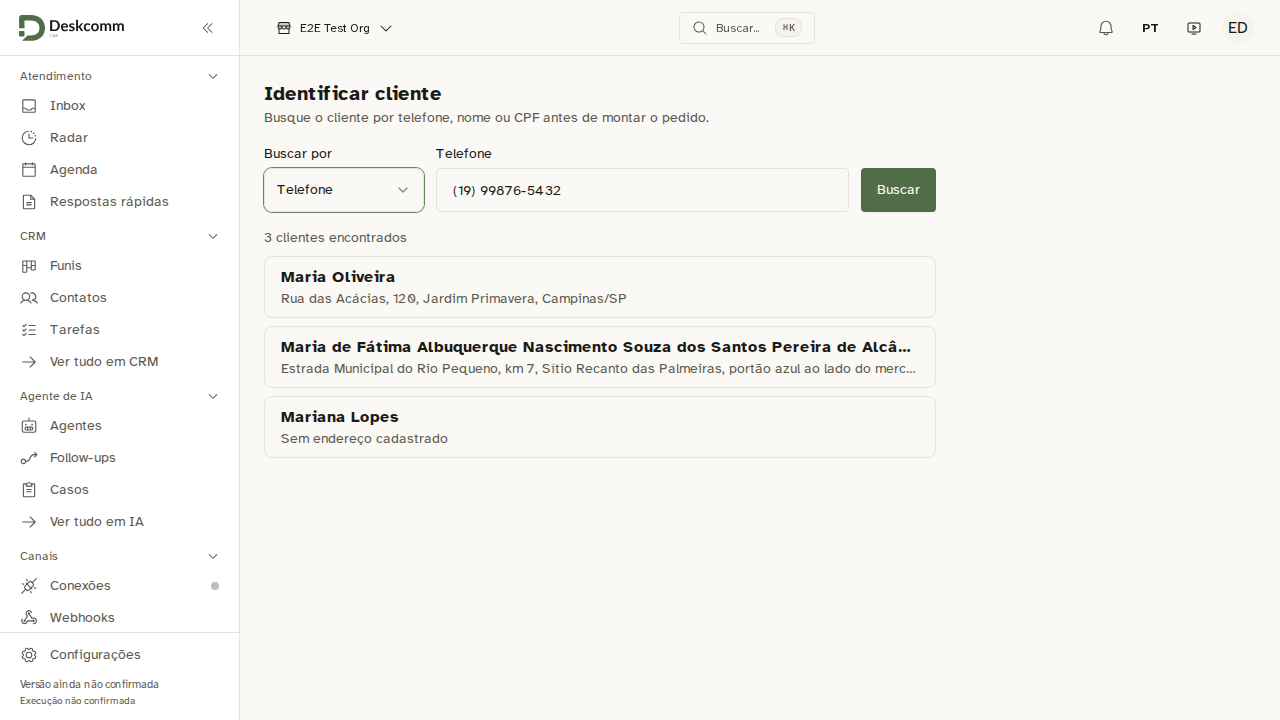 Deskcomm
E2E Test Org
Buscar...
⌘K
PT
ED
Atendimento
Inbox
Radar
Agenda
Respostas rápidas
CRM
Funis
Contatos
Tarefas
Ver tudo em CRM
Agente de IA
Agentes
Follow-ups
Casos
Ver tudo em IA
Canais
Conexões
Webhooks
Configurações
Versão ainda não confirmada
Execução não confirmada
Identificar cliente
Busque o cliente por telefone, nome ou CPF antes de montar o pedido.
Buscar por
Telefone
Telefone
(19) 99876-5432
Buscar
3 clientes encontrados
Maria Oliveira
Rua das Acácias, 120, Jardim Primavera, Campinas/SP
Maria de Fátima Albuquerque Nascimento Souza dos Santos Pereira de Alcâ...
Estrada Municipal do Rio Pequeno, km 7, Sítio Recanto das Palmeiras, portão azul ao lado do merc...
Mariana Lopes
Sem endereço cadastrado